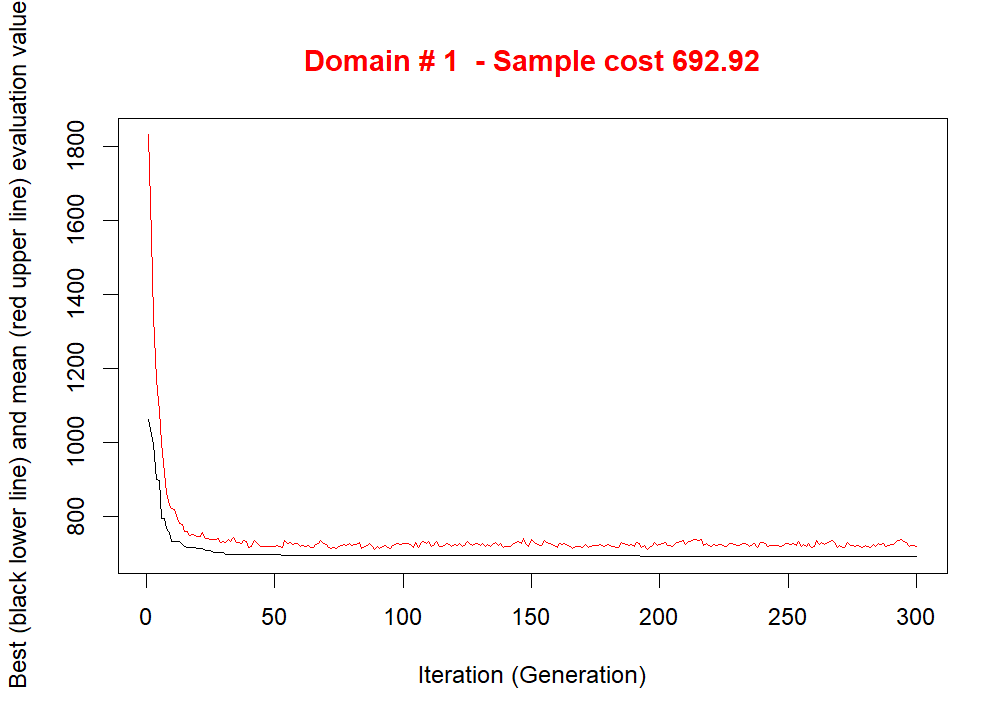 Domain # 1  - Sample cost 692.92
Best (black lower line) and mean (red upper line) evaluation value
1800
1600
1400
1200
1000
800
0 50 100 150 200 250 300
Iteration (Generation)